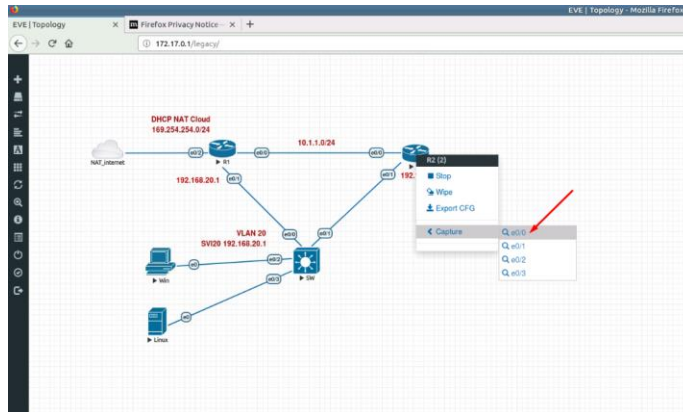 EVE | Topology - Mozilla Firefox
EVE | Topology
Firefox Privacy Notice
172.17.0.1/legacy/
DHCP NAT Cloud
169.254.254.0/24
10.1.1.0/24
NAT_internet
e0/2
e0/0
e0/0
R1
R2 (2)
Stop
192.168.20.1
e0/1
e0/1
192.
Wipe
Export CFG
VLAN 20
SVI20 192.168.20.1
e0/0
e0/1
Capture
e0/0
e0/1
e0/2
e0/3
e0
e0/2
Win
e0/3
SW
e0
Linux